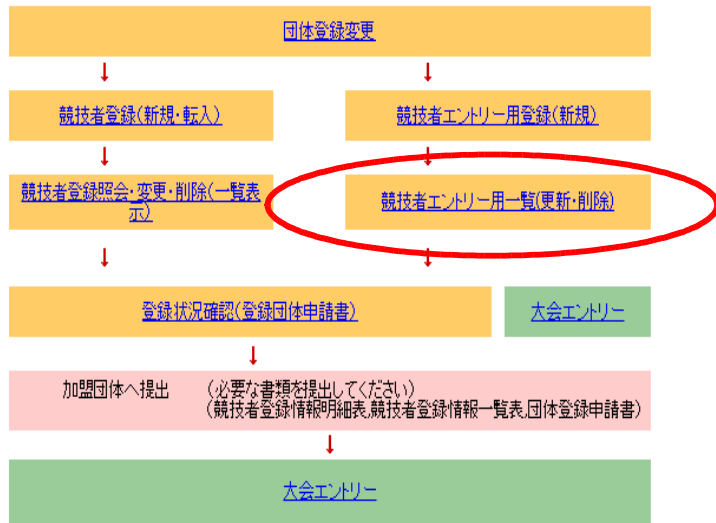 団体登録変更
↓ ↓
競技者登録(新規・転入) 競技者エントリー用登録(新規)
↓ ↓
競技者登録照会・変更・削除(一覧表
示) 競技者エントリー用一覧(更新・削除)
↓ ↓
登録状況確認(登録団体申請書) 大会エントリー
↓
加盟団体へ提出 (必要な書類を提出してください)
(競技者登録情報明細表,競技者登録情報一覧表,団体登録申請書)
↓
大会エントリー